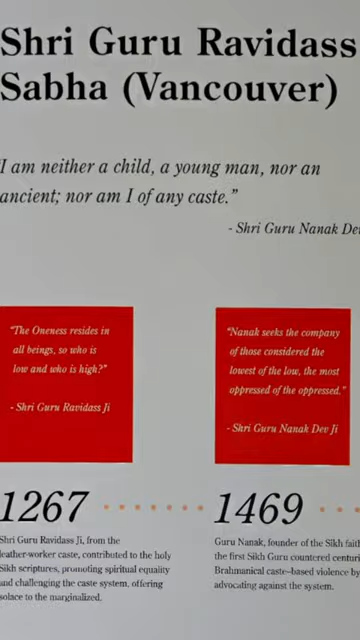 Shri Guru Ravidass
Sabha (Vancouver)
"I am neither a child, a young man, nor an
ancient; nor am I of any caste."
- Shri Guru Nanak Dev
"The Oneness resides in
all beings, so who is
low and who is high?"
- Shri Guru Ravidass Ji
"Nanak seeks the company
of those considered the
lowest of the low, the most
oppressed of the oppressed."
- Shri Guru Nanak Dev Ji
1267
Shri Guru Ravidass Ji, from the
leather-worker caste, contributed to the holy
Sikh scriptures, promoting spiritual equality
and challenging the caste system, offering
solace to the marginalized.
1469
Guru Nanak, founder of the Sikh faith
the first Sikh Guru countered
Brahmanical caste–based violence by
advocating against the system.